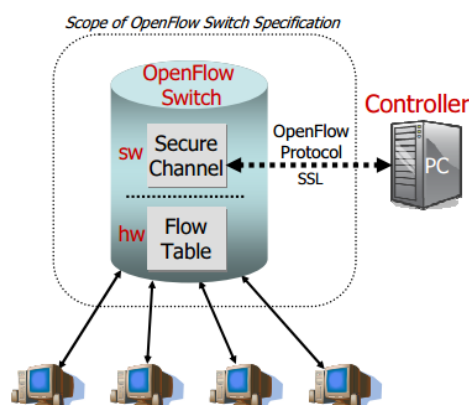 Scope of OpenFlow Switch Specification
OpenFlow
Switch
Controller
sw
Secure
Channel
OpenFlow
Protocol
SSL
PC
hw
Flow
Table